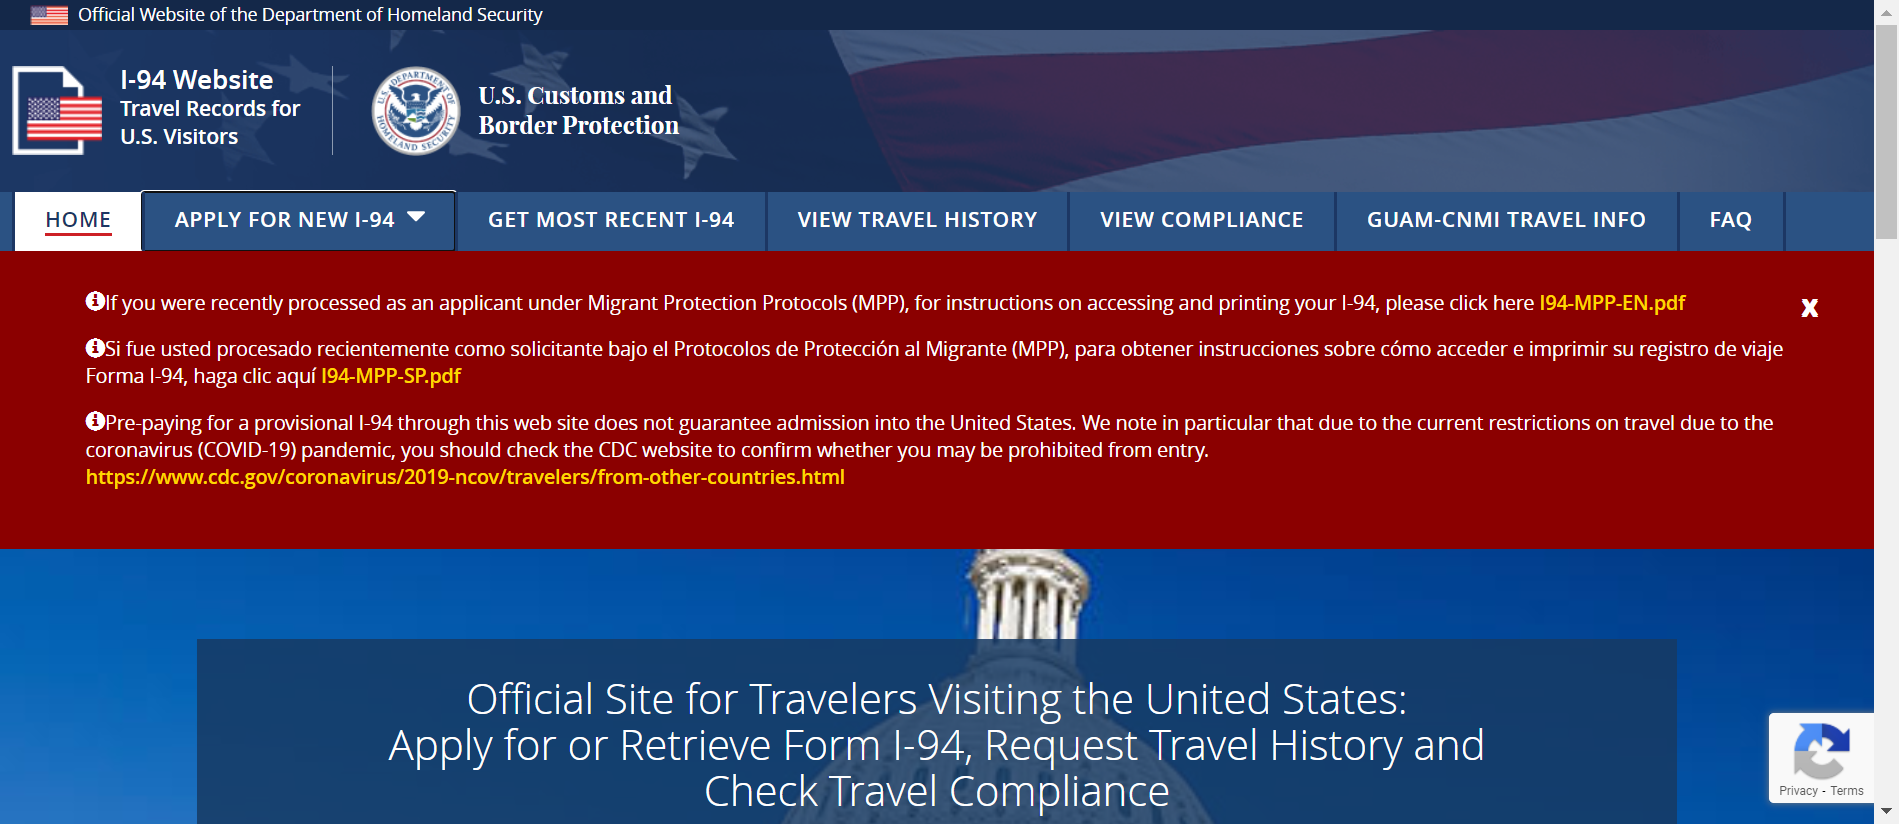 Official Website of the Department of Homeland Security
I-94 Website
Travel Records for
U.S. Visitors
U.S. DEPARTMENT OF HOMELAND SECURITY
U.S. Customs and
Border Protection
HOME
APPLY FOR NEW I-94
GET MOST RECENT I-94
VIEW TRAVEL HISTORY
VIEW COMPLIANCE
GUAM-CNMI TRAVEL INFO
FAQ
If you were recently processed as an applicant under Migrant Protection Protocols (MPP), for instructions on accessing and printing your I-94, please click here I94-MPP-EN.pdf
X
Si fue usted procesado recientemente como solicitante bajo el Protocolos de Protección al Migrante (MPP), para obtener instrucciones sobre cómo acceder e imprimir su registro de viaje
Forma I-94, haga clic aquí I94-MPP-SP.pdf
Pre-paying for a provisional I-94 through this web site does not guarantee admission into the United States. We note in particular that due to the current restrictions on travel due to the
coronavirus (COVID-19) pandemic, you should check the CDC website to confirm whether you may be prohibited from entry.
https://www.cdc.gov/coronavirus/2019-ncov/travelers/from-other-countries.html
Official Site for Travelers Visiting the United States:
Apply for or Retrieve Form I-94, Request Travel History and
Check Travel Compliance
Privacy - Terms